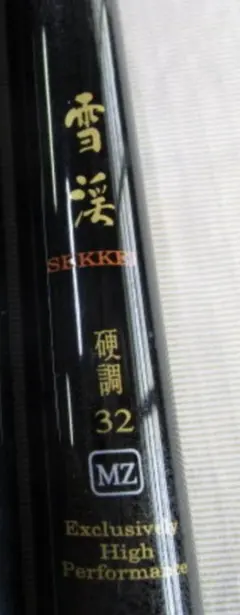 雪渓
SEKKEI
硬調
32
MZ
Exclusively
High
Performance